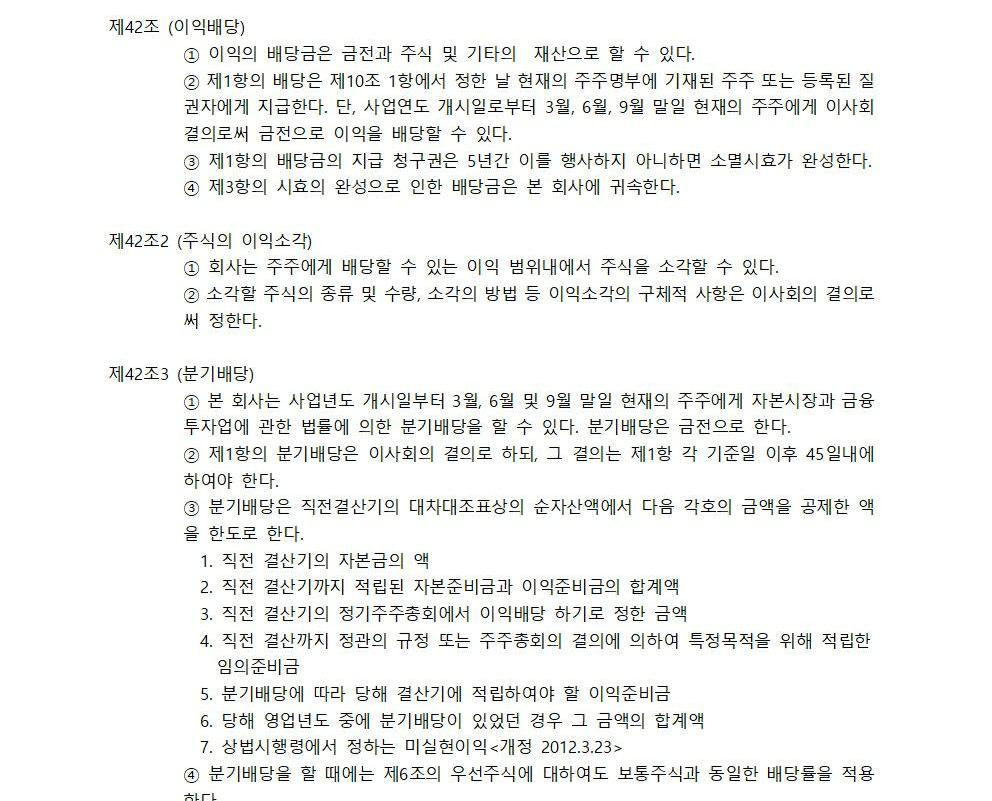 제42조 (이익배당)
① 이익의 배당금은 금전과 주식 및 기타의 재산으로 할 수 있다.
② 제1항의 배당은 제10조 1항에서 정한 날 현재의 주주명부에 기재된 주주 또는 등록된 질
권자에게 지급한다. 단, 사업연도 개시일로부터 3월, 6월, 9월 말일 현재의 주주에게 이사회
결의로써 금전으로 이익을 배당할 수 있다.
③ 제1항의 배당금의 지급 청구권은 5년간 이를 행사하지 아니하면 소멸시효가 완성한다.
④ 제3항의 시효의 완성으로 인한 배당금은 본 회사에 귀속한다.
제42조2 (주식의 이익소각)
① 회사는 주주에게 배당할 수 있는 이익 범위내에서 주식을 소각할 수 있다.
② 소각할 주식의 종류 및 수량, 소각의 방법 등 이익소각의 구체적 사항은 이사회의 결의로
써 정한다.
제42조3 (분기배당)
① 본 회사는 사업년도 개시일부터 3월, 6월 및 9월 말일 현재의 주주에게 자본시장과 금융
투자업에 관한 법률에 의한 분기배당을 할 수 있다. 분기배당은 금전으로 한다.
② 제1항의 분기배당은 이사회의 결의로 하되, 그 결의는 제1항 각 기준일 이후 45일내에
하여야 한다.
③ 분기배당은 직전결산기의 대차대조표상의 순자산액에서 다음 각호의 금액을 공제한 액
을 한도로 한다.
1. 직전 결산기의 자본금의 액
2. 직전 결산기까지 적립된 자본준비금과 이익준비금의 합계액
3. 직전 결산기의 정기주주총회에서 이익배당 하기로 정한 금액
4. 직전 결산까지 정관의 규정 또는 주주총회의 결의에 의하여 특정목적을 위해 적립한
임의준비금
5. 분기배당에 따라 당해 결산기에 적립하여야 할 이익준비금
6. 당해 영업년도 중에 분기배당이 있었던 경우 그 금액의 합계액
7. 상법시행령에서 정하는 미실현이익<개정 2012.3.23>
④ 분기배당을 할 때에는 제6조의 우선주식에 대하여도 보통주식과 동일한 배당률을 적용
한다